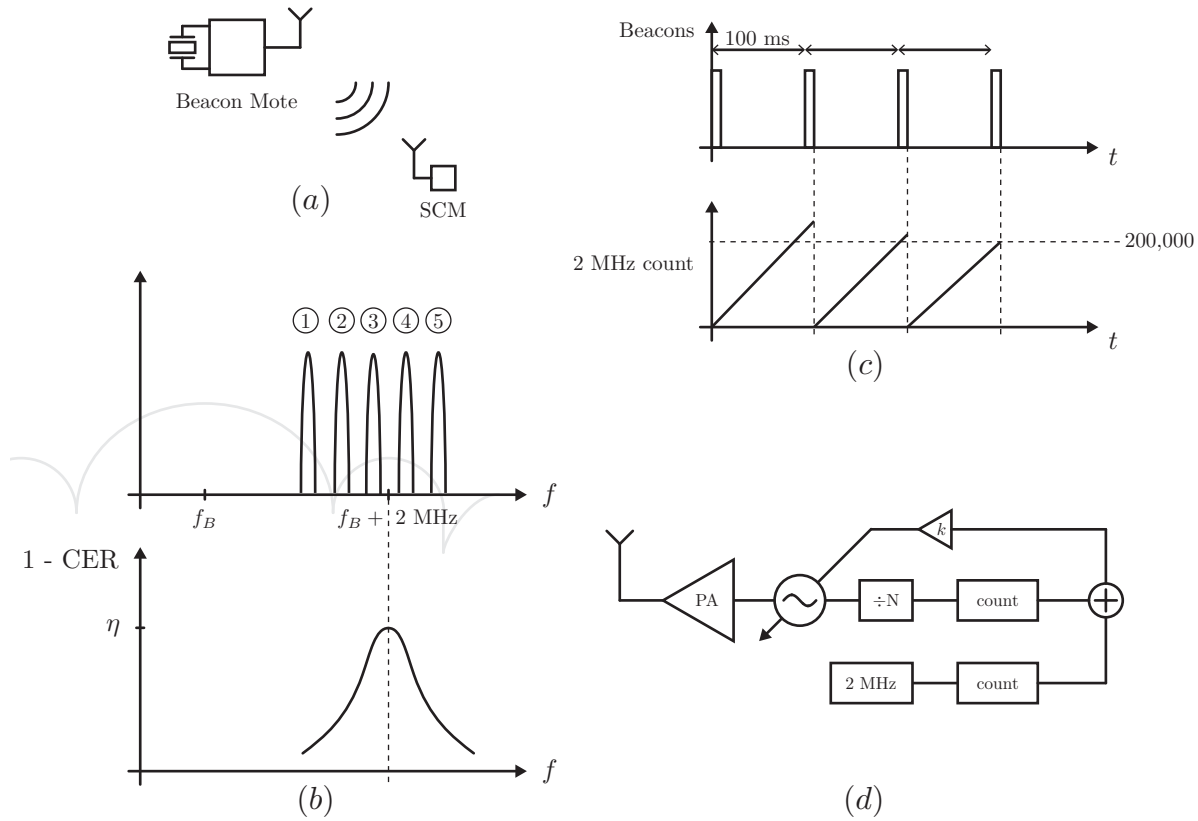 Beacon Mote
SCM
(a)
Beacons
100 ms
t
2 MHz count
200,000
t
(c)
1 2 3 4 5
f_B
f_B + 2 MHz
f
1 - CER
η
f
(b)
k
PA
÷N
count
+
2 MHz
count
(d)